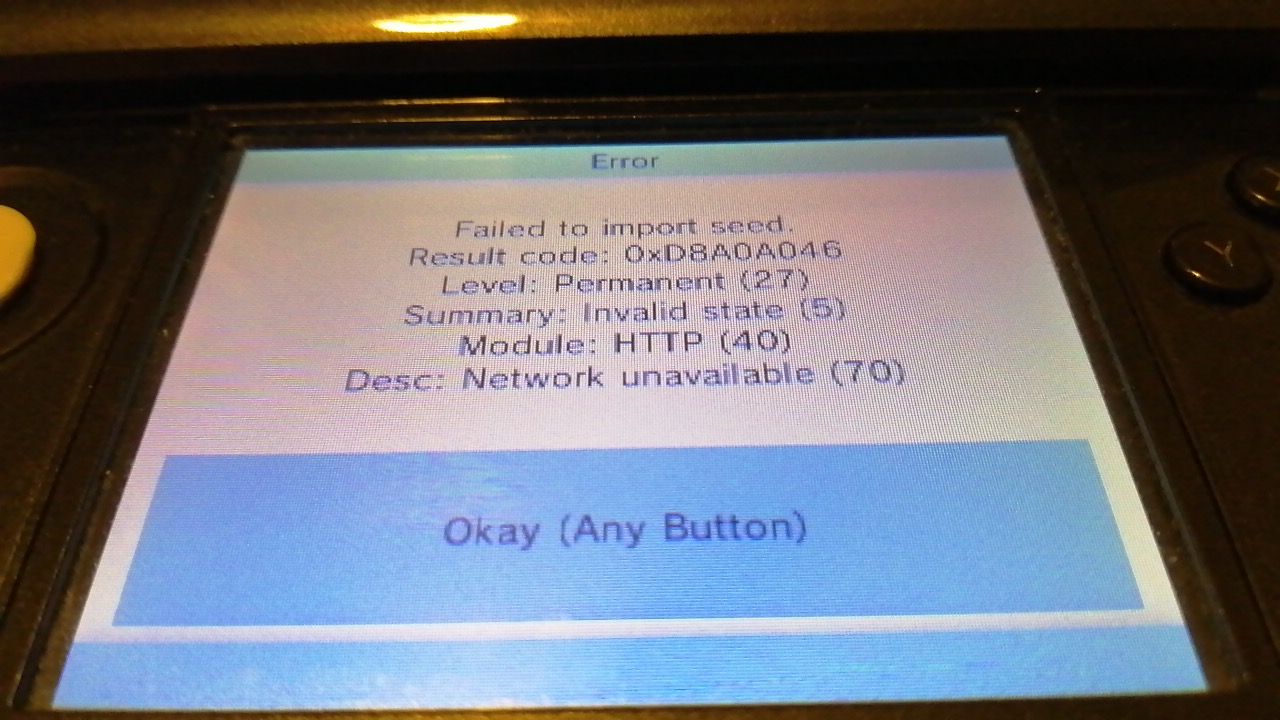 Error
Failed to import seed.
Result code: 0xD8A0A046
Level: Permanent (27)
Summary: Invalid state (5)
Module: HTTP (40)
Desc: Network unavailable (70)
Okay (Any Button)
Y